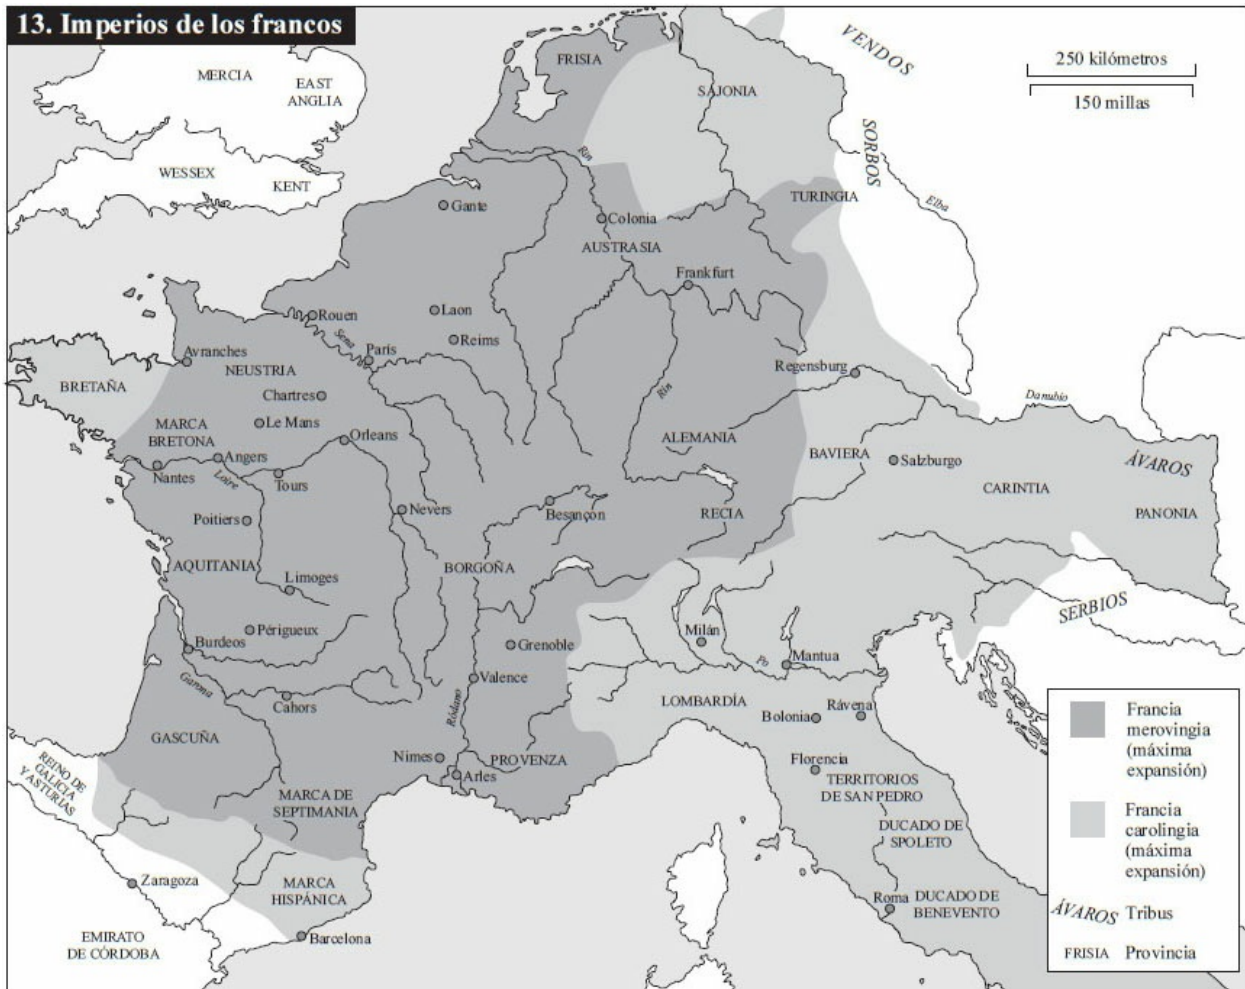 13. Imperios de los francos
MERCIA
EAST
ANGLIA
WESSEX
KENT
FRISIA
SAJONIA
VENDOS
SORBOS
250 kilómetros
150 millas
Rin
Elba
TURINGIA
Gante
Colonia
AUSTRASIA
Frankfurt
Rouen
Laon
Sena
Reims
París
Avranches
NEUSTRIA
BRETAÑA
Chartres
Le Mans
MARCA
BRETONA
Orleans
Angers
Nantes
Loire
Tours
Rin
Regensburg
Danubio
ALEMANIA
BAVIERA
Salzburgo
ÁVAROS
CARINTIA
PANONIA
Poitiers
Nevers
Besançon
RECIA
AQUITANIA
Limoges
BORGOÑA
Périgueux
Burdeos
Grenoble
Milán
Po
Mantua
SERBIOS
Garona
Cahors
Valence
Ródano
LOMBARDÍA
Bolonia
Rávena
GASCUÑA
Nimes
PROVENZA
Arles
Florencia
TERRITORIOS
DE SAN PEDRO
REINO DE
GALICIA
Y ASTURIAS
MARCA DE
SEPTIMANIA
DUCADO DE
SPOLETO
Zaragoza
MARCA
HISPÁNICA
Roma
DUCADO DE
BENEVENTO
EMIRATO
DE CÓRDOBA
Barcelona
Francia
merovingia
(máxima
expansión)
Francia
carolingia
(máxima
expansión)
ÁVAROS Tribus
FRISIA Provincia